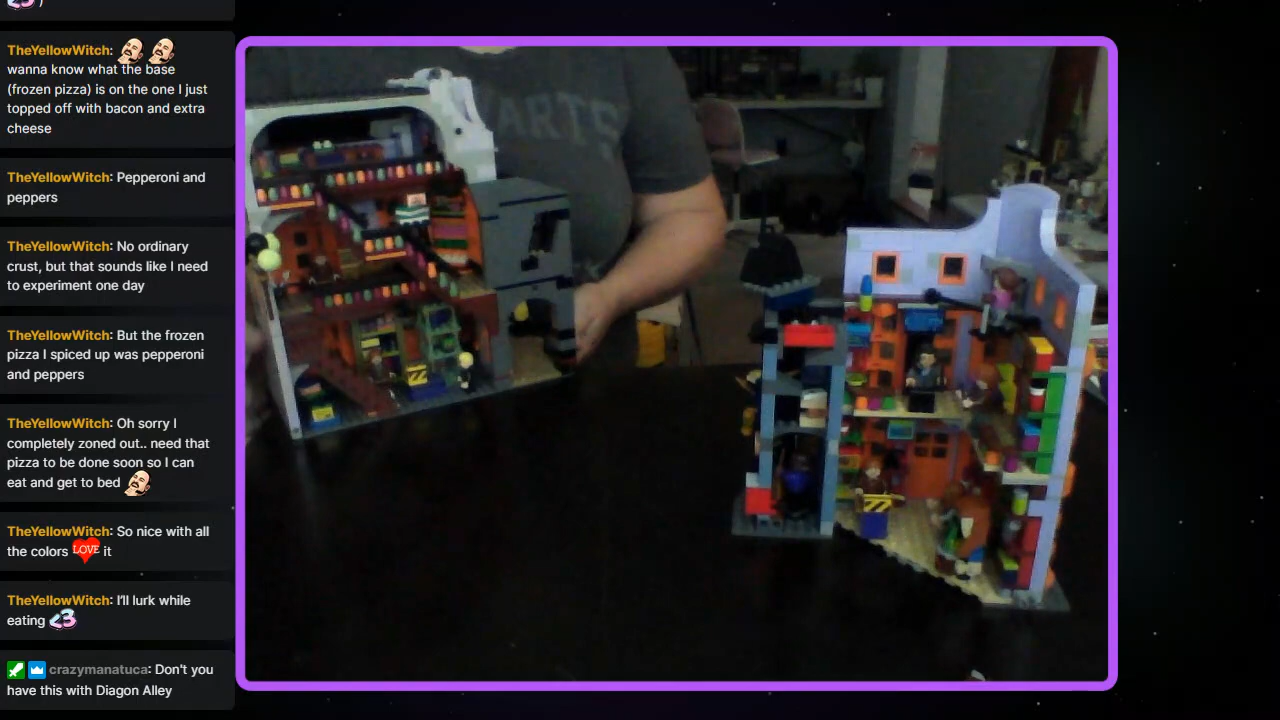 TheYellowWitch:
wanna know what the base
(frozen pizza) is on the one I just
topped off with bacon and extra
cheese
TheYellowWitch: Pepperoni and
peppers
TheYellowWitch: No ordinary
crust, but that sounds like I need
to experiment one day
TheYellowWitch: But the frozen
pizza I spiced up was pepperoni
and peppers
TheYellowWitch: Oh sorry I
completely zoned out.. need that
pizza to be done soon so I can
eat and get to bed
TheYellowWitch: So nice with all
the colors LOVE it
TheYellowWitch: I'll lurk while
eating <3
crazymanatuca: Don't you
have this with Diagon Alley